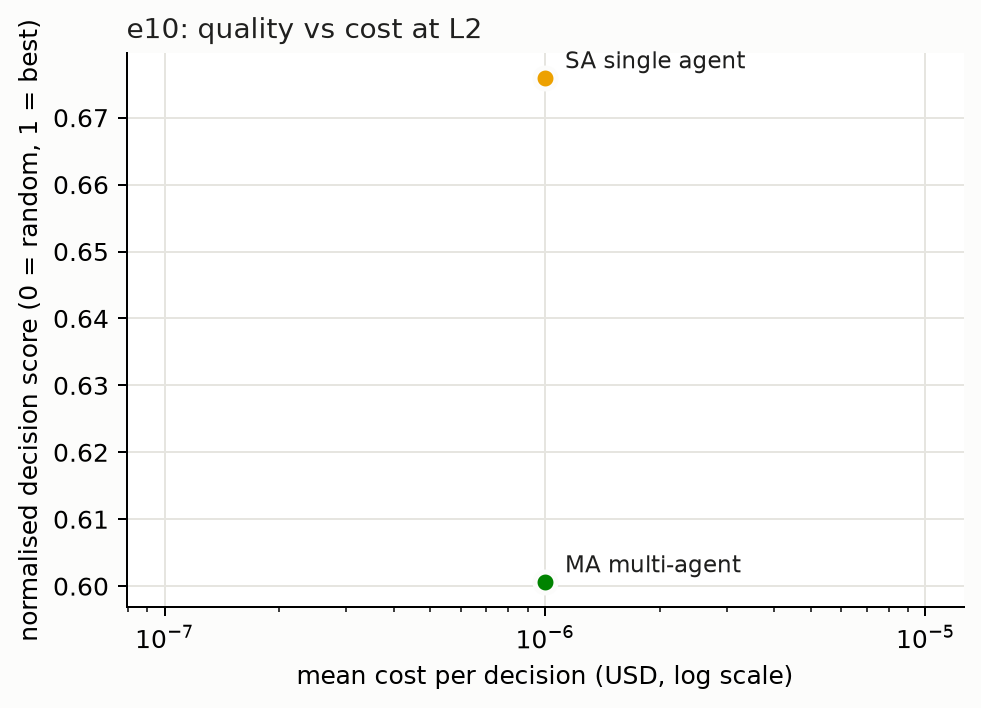 e10: quality vs cost at L2
normalised decision score (0 = random, 1 = best)
SA single agent
0.67
0.66
0.65
0.64
0.63
0.62
0.61
MA multi-agent
0.60
10⁻⁷
10⁻⁶
10⁻⁵
mean cost per decision (USD, log scale)